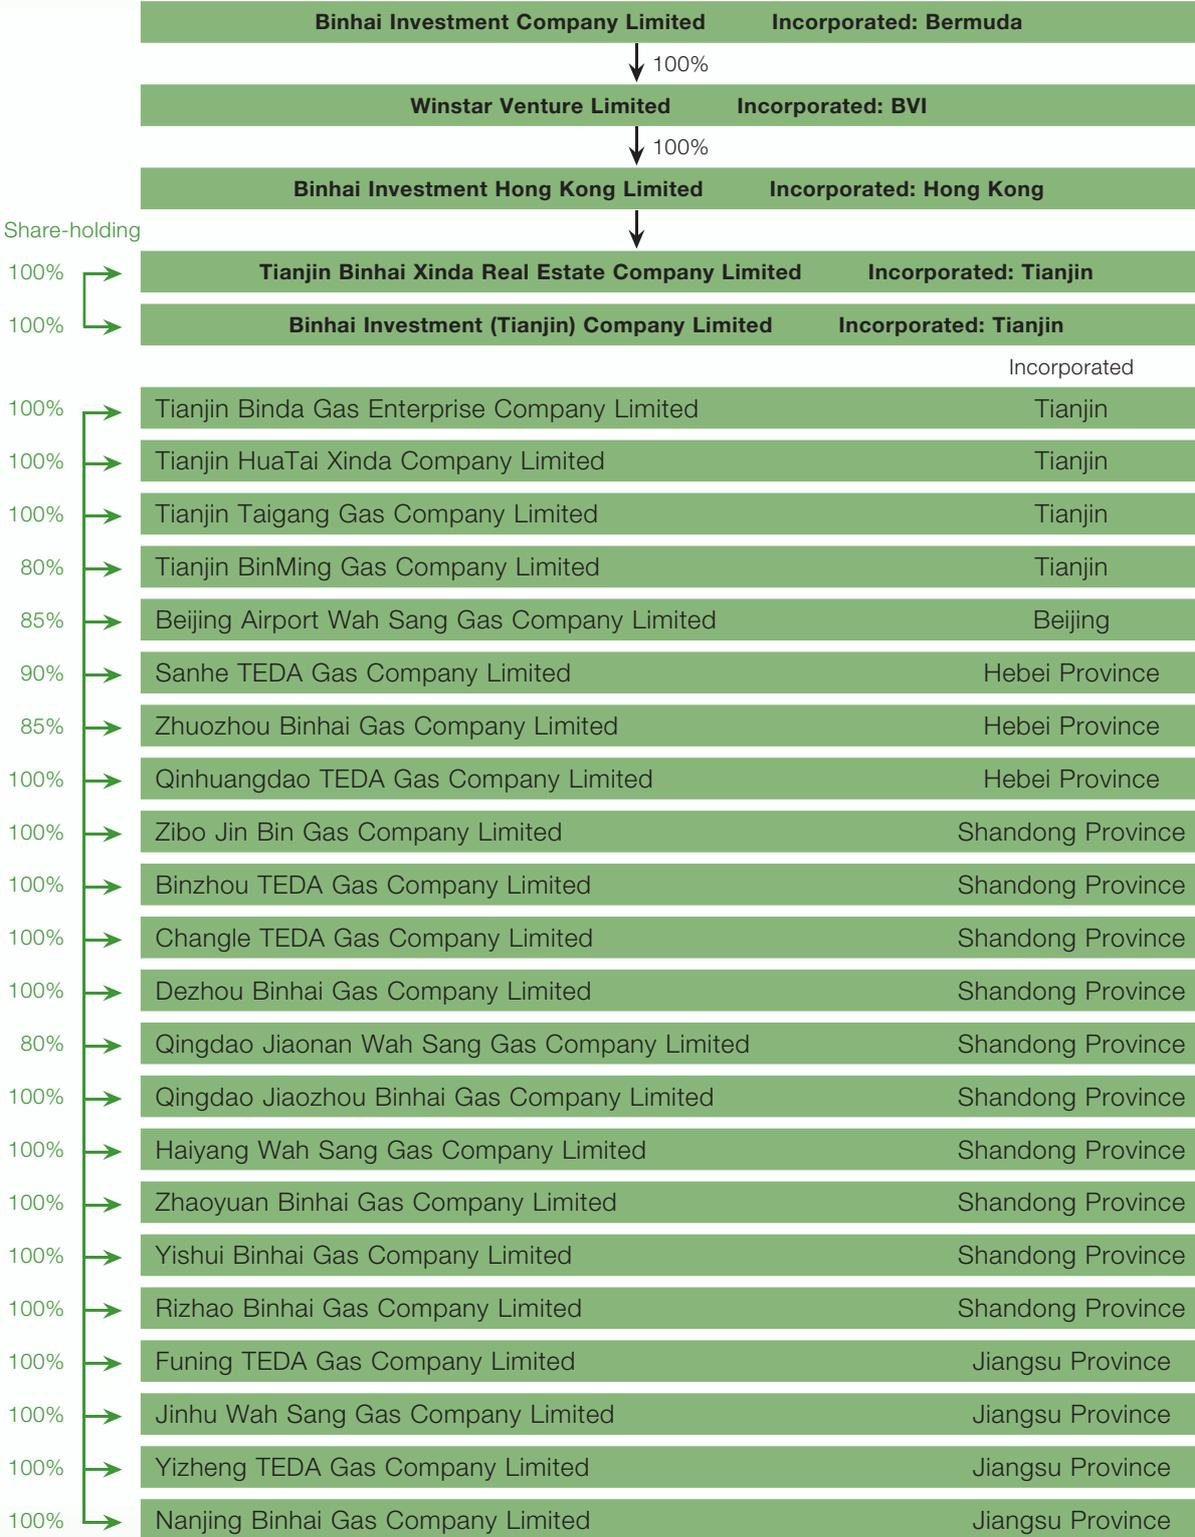 Binhai Investment Company Limited Incorporated: Bermuda
100%
Winstar Venture Limited Incorporated: BVI
100%
Binhai Investment Hong Kong Limited Incorporated: Hong Kong
Share-holding
100% Tianjin Binhai Xinda Real Estate Company Limited Incorporated: Tianjin
100% Binhai Investment (Tianjin) Company Limited Incorporated: Tianjin
Incorporated
100% Tianjin Binda Gas Enterprise Company Limited Tianjin
100% Tianjin HuaTai Xinda Company Limited Tianjin
100% Tianjin Taigang Gas Company Limited Tianjin
80% Tianjin BinMing Gas Company Limited Tianjin
85% Beijing Airport Wah Sang Gas Company Limited Beijing
90% Sanhe TEDA Gas Company Limited Hebei Province
85% Zhuozhou Binhai Gas Company Limited Hebei Province
100% Qinhuangdao TEDA Gas Company Limited Hebei Province
100% Zibo Jin Bin Gas Company Limited Shandong Province
100% Binzhou TEDA Gas Company Limited Shandong Province
100% Changle TEDA Gas Company Limited Shandong Province
100% Dezhou Binhai Gas Company Limited Shandong Province
80% Qingdao Jiaonan Wah Sang Gas Company Limited Shandong Province
100% Qingdao Jiaozhou Binhai Gas Company Limited Shandong Province
100% Haiyang Wah Sang Gas Company Limited Shandong Province
100% Zhaoyuan Binhai Gas Company Limited Shandong Province
100% Yishui Binhai Gas Company Limited Shandong Province
100% Rizhao Binhai Gas Company Limited Shandong Province
100% Funing TEDA Gas Company Limited Jiangsu Province
100% Jinhu Wah Sang Gas Company Limited Jiangsu Province
100% Yizheng TEDA Gas Company Limited Jiangsu Province
100% Nanjing Binhai Gas Company Limited Jiangsu Province